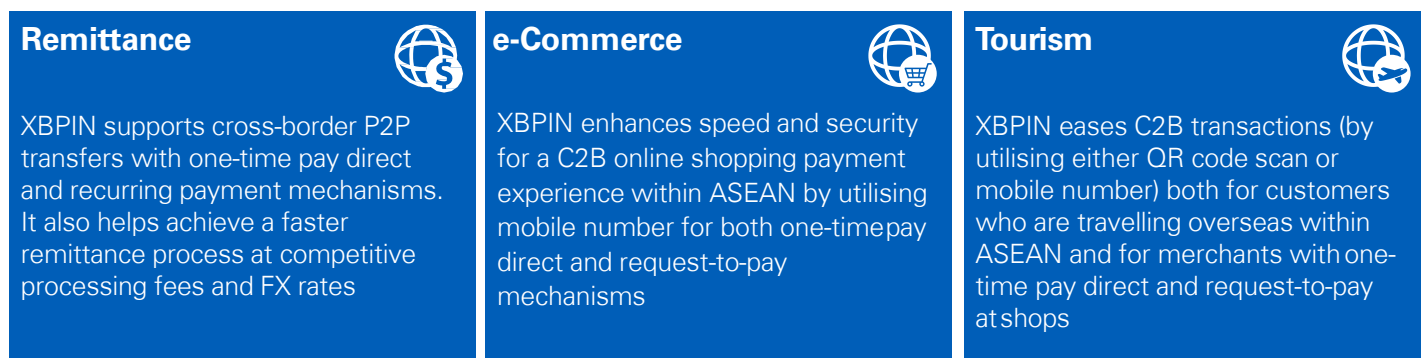 Remittance
XBPIN supports cross-border P2P
transfers with one-time pay direct
and recurring payment mechanisms.
It also helps achieve a faster
remittance process at competitive
processing fees and FX rates
e-Commerce
XBPIN enhances speed and security
for a C2B online shopping payment
experience within ASEAN by utilising
mobile number for both one-timepay
direct and request-to-pay
mechanisms
Tourism
XBPIN eases C2B transactions (by
utilising either QR code scan or
mobile number) both for customers
who are travelling overseas within
ASEAN and for merchants with one-
time pay direct and request-to-pay
at shops